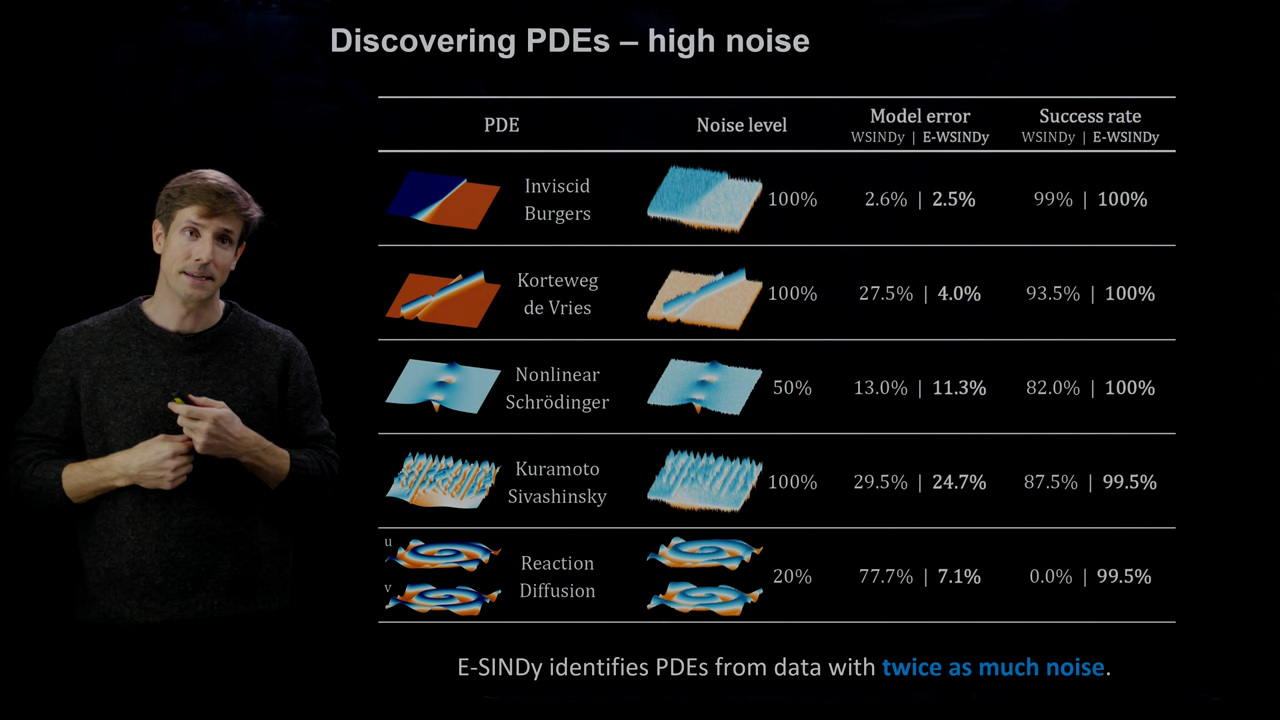 Discovering PDEs – high noise
PDE
Noise level
Model error
WSINDy | E-WSINDy
Success rate
WSINDy | E-WSINDy
Inviscid
Burgers
100%
2.6% | 2.5%
99% | 100%
Korteweg
de Vries
100%
27.5% | 4.0%
93.5% | 100%
Nonlinear
Schrödinger
50%
13.0% | 11.3%
82.0% | 100%
Kuramoto
Sivashinsky
100%
29.5% | 24.7%
87.5% | 99.5%
u
v
Reaction
Diffusion
20%
77.7% | 7.1%
0.0% | 99.5%
E-SINDy identifies PDEs from data with twice as much noise.